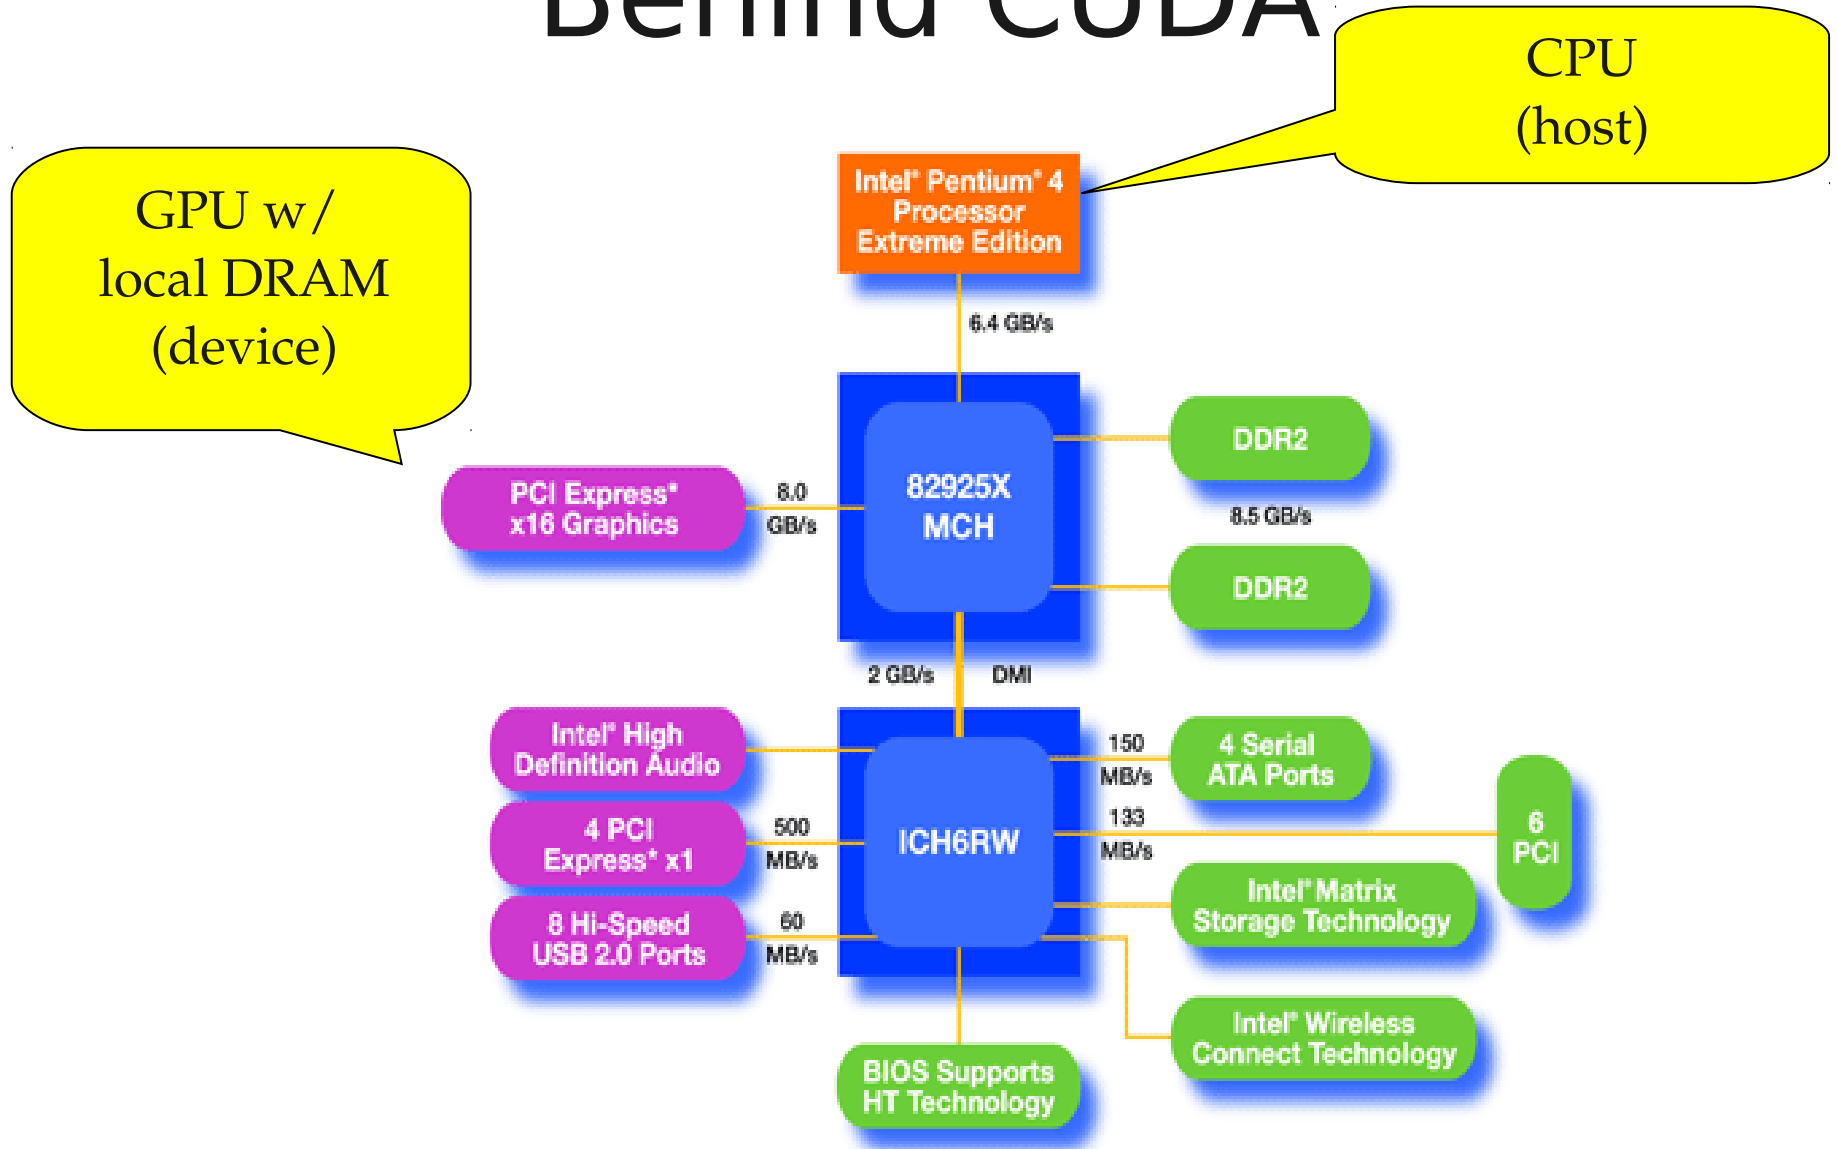 Behind CUDA
CPU
(host)
GPU w/
local DRAM
(device)
Intel® Pentium® 4
Processor
Extreme Edition
6.4 GB/s
82925X
MCH
DDR2
8.5 GB/s
DDR2
PCI Express*
x16 Graphics
8.0
GB/s
2 GB/s
DMI
Intel® High
Definition Audio
4 PCI
Express* x1
500
MB/s
8 Hi-Speed
USB 2.0 Ports
60
MB/s
ICH6RW
150
MB/s
4 Serial
ATA Ports
133
MB/s
6
PCI
Intel® Matrix
Storage Technology
Intel® Wireless
Connect Technology
BIOS Supports
HT Technology